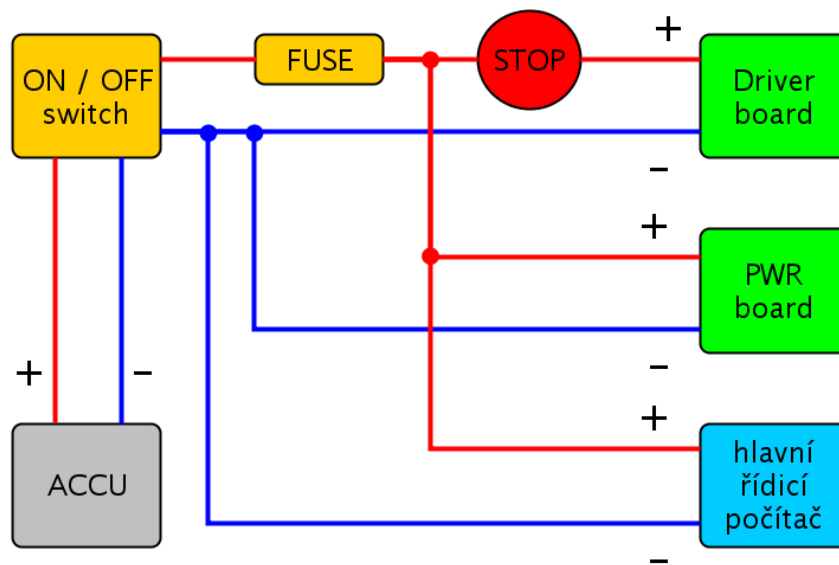 ON / OFF
switch
FUSE
STOP
+
Driver
board
–
+
PWR
board
–
+ –
ACCU
+
hlavní
řídicí
počítač
–